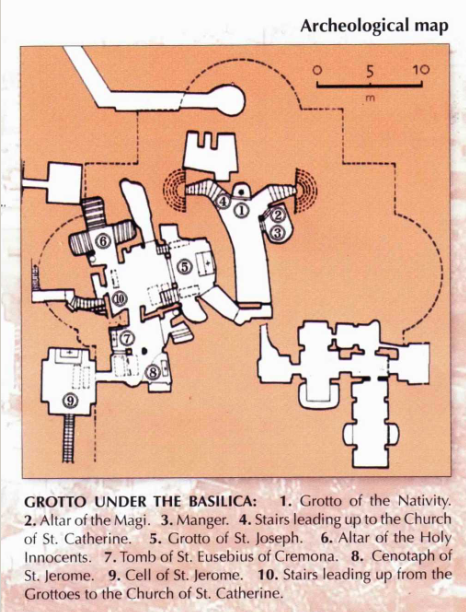 Archeological map
0 5 10
m
4
1
2
3
6
5
10
7
8
9
GROTTO UNDER THE BASILICA: 1. Grotto of the Nativity.
2. Altar of the Magi. 3. Manger. 4. Stairs leading up to the Church
of St. Catherine. 5. Grotto of St. Joseph. 6. Altar of the Holy
Innocents. 7. Tomb of St. Eusebius of Cremona. 8. Cenotaph of
St. Jerome. 9. Cell of St. Jerome. 10. Stairs leading up from the
Grottoes to the Church of St. Catherine.